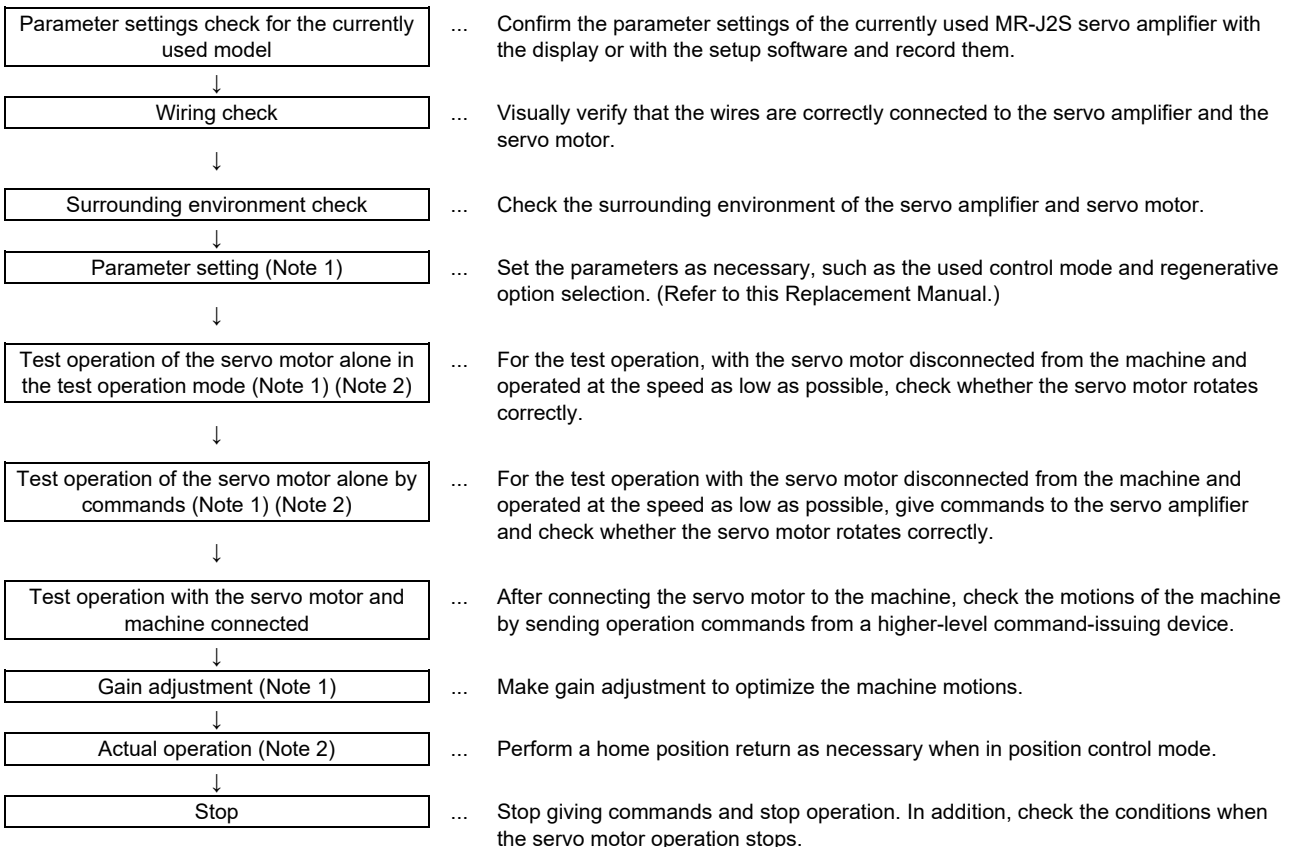 Parameter settings check for the currently
used model
... Confirm the parameter settings of the currently used MR-J2S servo amplifier with
the display or with the setup software and record them.
↓
Wiring check
... Visually verify that the wires are correctly connected to the servo amplifier and the
servo motor.
↓
Surrounding environment check
... Check the surrounding environment of the servo amplifier and servo motor.
↓
Parameter setting (Note 1)
... Set the parameters as necessary, such as the used control mode and regenerative
option selection. (Refer to this Replacement Manual.)
↓
Test operation of the servo motor alone in
the test operation mode (Note 1) (Note 2)
... For the test operation, with the servo motor disconnected from the machine and
operated at the speed as low as possible, check whether the servo motor rotates
correctly.
↓
Test operation of the servo motor alone by
commands (Note 1) (Note 2)
... For the test operation with the servo motor disconnected from the machine and
operated at the speed as low as possible, give commands to the servo amplifier
and check whether the servo motor rotates correctly.
↓
Test operation with the servo motor and
machine connected
... After connecting the servo motor to the machine, check the motions of the machine
by sending operation commands from a higher-level command-issuing device.
↓
Gain adjustment (Note 1)
... Make gain adjustment to optimize the machine motions.
↓
Actual operation (Note 2)
... Perform a home position return as necessary when in position control mode.
↓
Stop
... Stop giving commands and stop operation. In addition, check the conditions when
the servo motor operation stops.